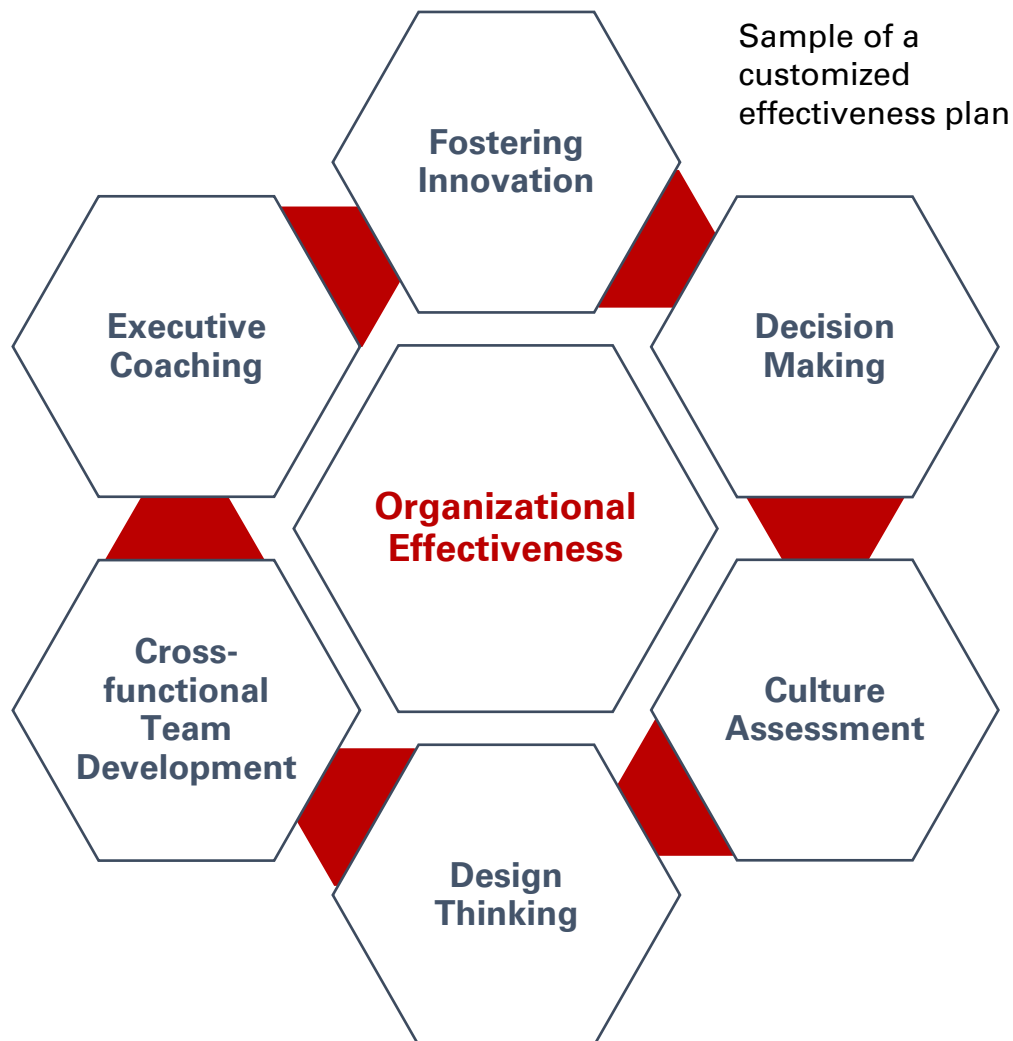 Sample of a
customized
effectiveness plan
Fostering
Innovation
Executive
Coaching
Decision
Making
Organizational
Effectiveness
Cross-
functional
Team
Development
Culture
Assessment
Design
Thinking